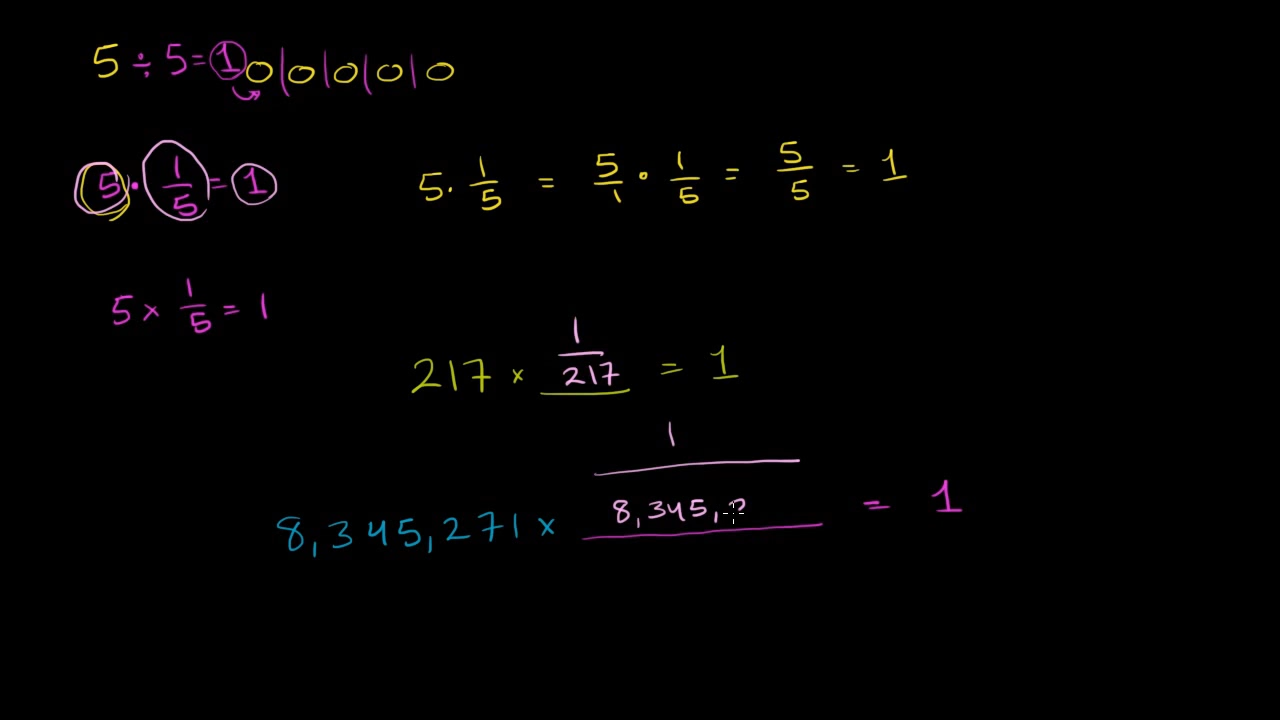 5 ÷ 5 = 1 0|0|0|0|0
5 · 1/5 = 1
5 · 1/5 = 5/1 · 1/5 = 5/5 = 1
5 × 1/5 = 1
217 × 1/217 = 1
8,345,271 × 1/8,345, = 1